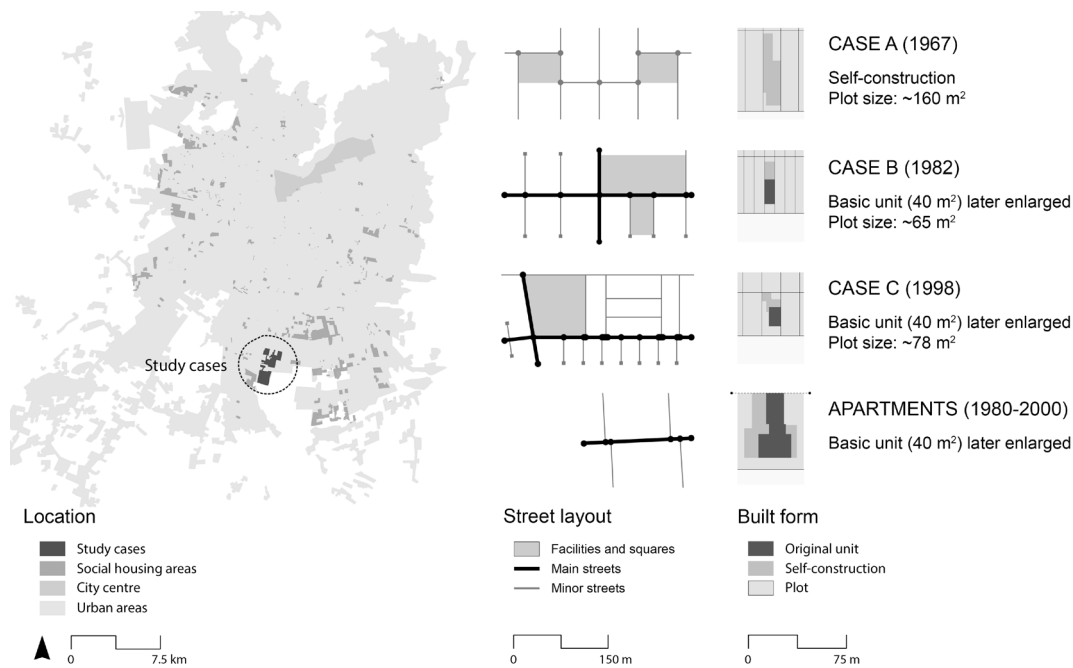 Study cases
CASE A (1967)
Self-construction
Plot size: ~160 m²
CASE B (1982)
Basic unit (40 m²) later enlarged
Plot size: ~65 m²
CASE C (1998)
Basic unit (40 m²) later enlarged
Plot size: ~78 m²
APARTMENTS (1980-2000)
Basic unit (40 m²) later enlarged
Location
Study cases
Social housing areas
City centre
Urban areas
0 7.5 km
Street layout
Facilities and squares
Main streets
Minor streets
0 150 m
Built form
Original unit
Self-construction
Plot
0 75 m